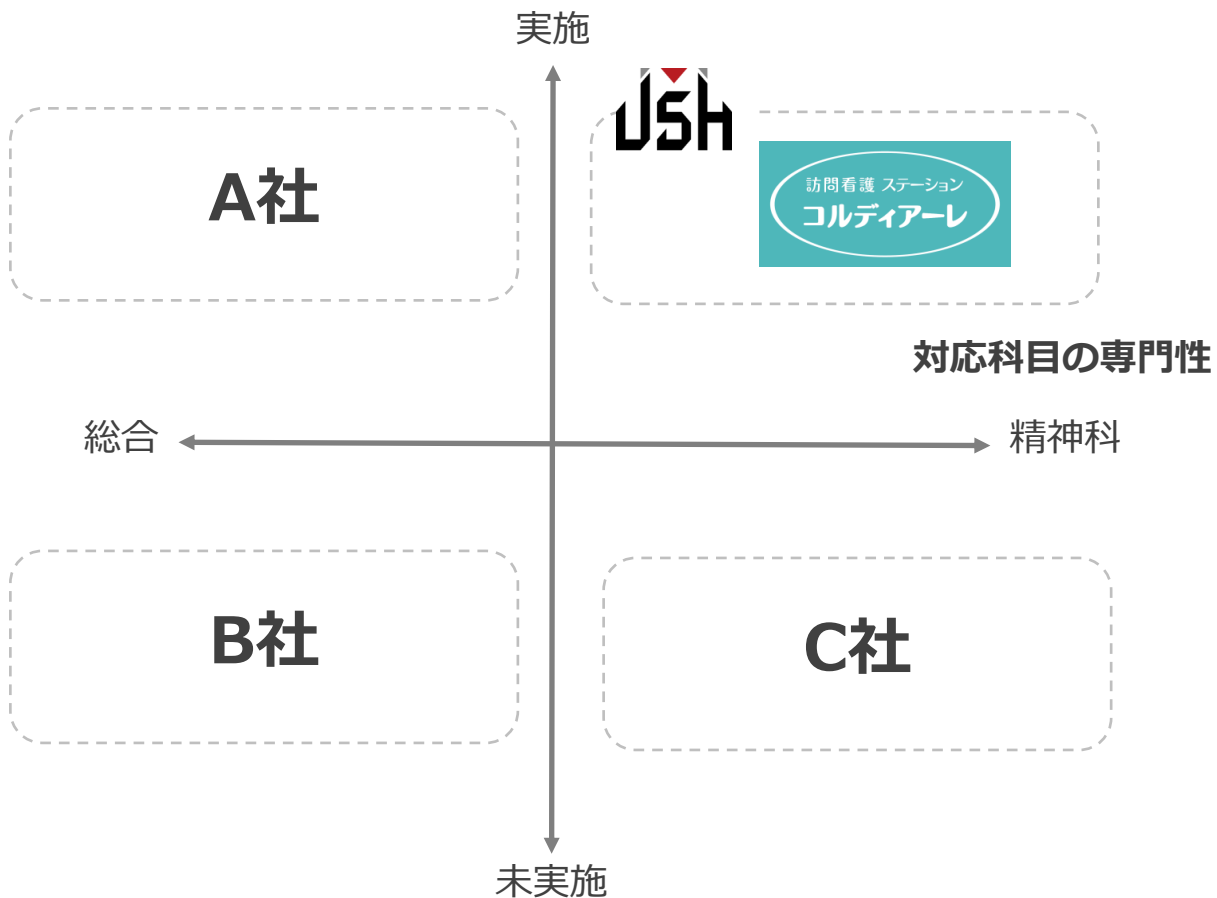 実施
JSH
A社
訪問看護 ステーション
コルディアーレ
対応科目の専門性
総合
精神科
B社
C社
未実施